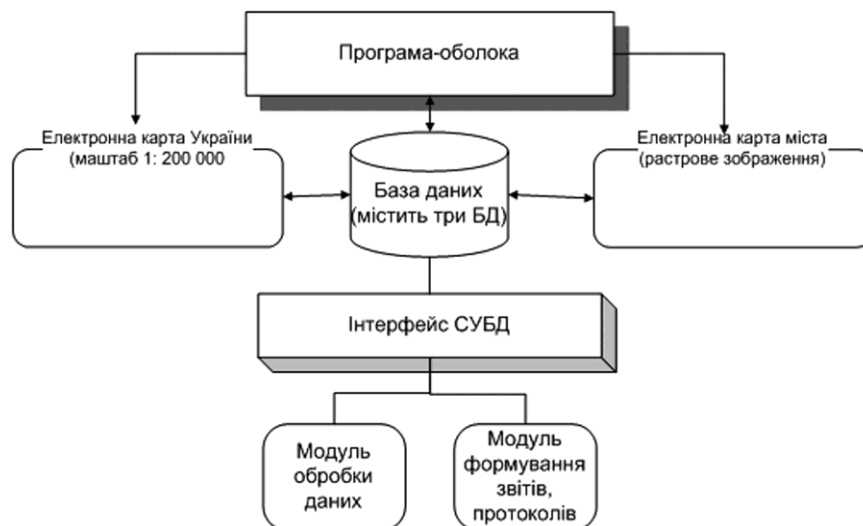 Програма-оболока
Електронна карта України
(маштаб 1: 200 000
Електронна карта міста
(растрове зображення)
База даних
(містить три БД)
Інтерфейс СУБД
Модуль
обробки
даних
Модуль
формування
звітів,
протоколів